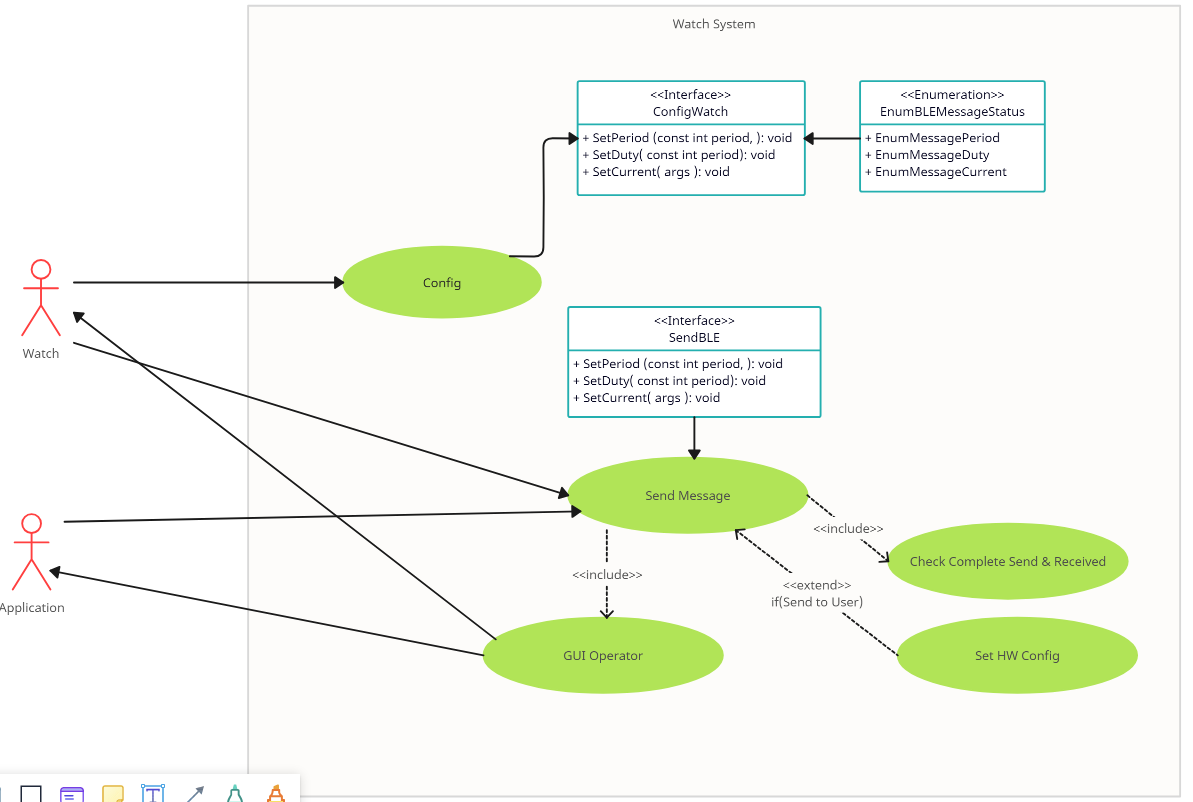 Watch System
<<Interface>>
ConfigWatch
+ SetPeriod (const int period, ): void
+ SetDuty( const int period): void
+ SetCurrent( args ): void
<<Enumeration>>
EnumBLEMessageStatus
+ EnumMessagePeriod
+ EnumMessageDuty
+ EnumMessageCurrent
Config
Watch
<<Interface>>
SendBLE
+ SetPeriod (const int period, ): void
+ SetDuty( const int period): void
+ SetCurrent( args ): void
Send Message
<<include>>
Check Complete Send & Received
<<include>>
<<extend>>
if(Send to User)
Application
GUI Operator
Set HW Config
T